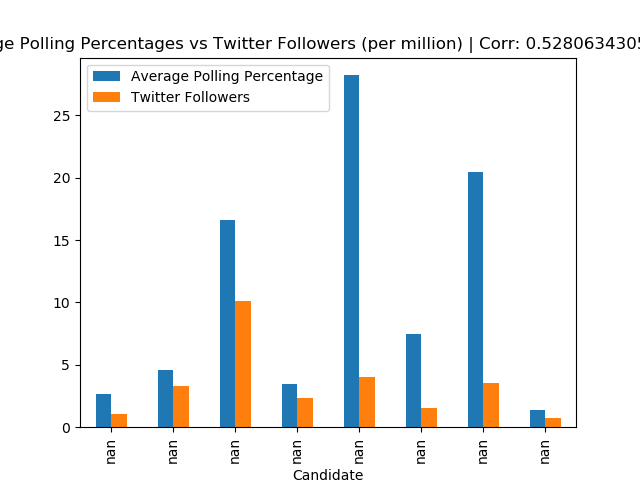 ge Polling Percentages vs Twitter Followers (per million) | Corr: 0.5280634305
Average Polling Percentage
Twitter Followers
25
20
15
10
5
0
nan nan nan nan nan nan nan nan
Candidate